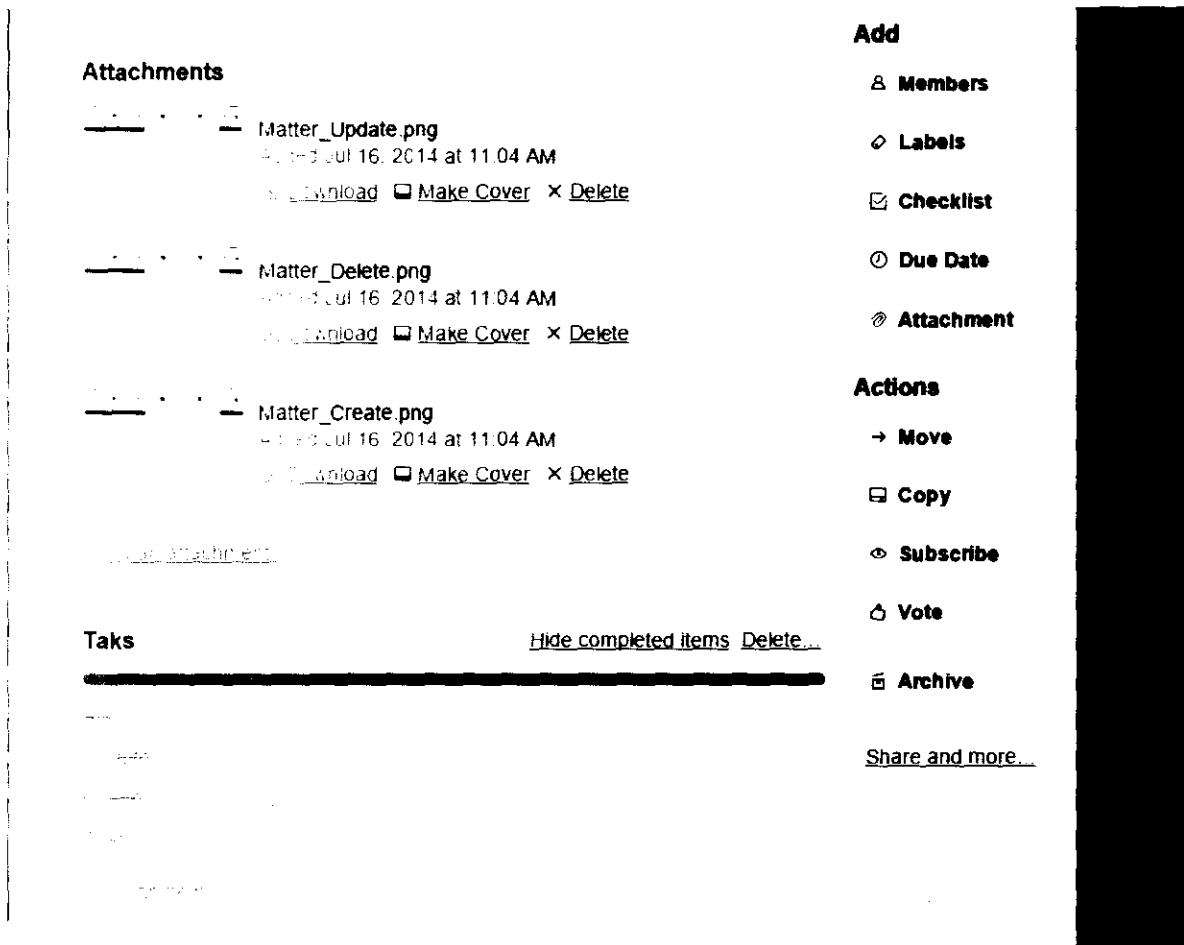 Attachments
Matter_Update.png
Jul 16, 2014 at 11:04 AM
Make Cover × Delete
Matter_Delete.png
Jul 16 2014 at 11:04 AM
Make Cover × Delete
Matter_Create.png
Jul 16 2014 at 11:04 AM
Make Cover × Delete
Taks
Hide completed items Delete...
Add
Members
Labels
Checklist
Due Date
Attachment
Actions
→ Move
Copy
Subscribe
Vote
Archive
Share and more...